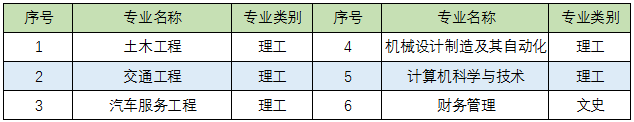 序号 专业名称 专业类别 序号 专业名称 专业类别
1 土木工程 理工 4 机械设计制造及其自动化 理工
2 交通工程 理工 5 计算机科学与技术 理工
3 汽车服务工程 理工 6 财务管理 文史